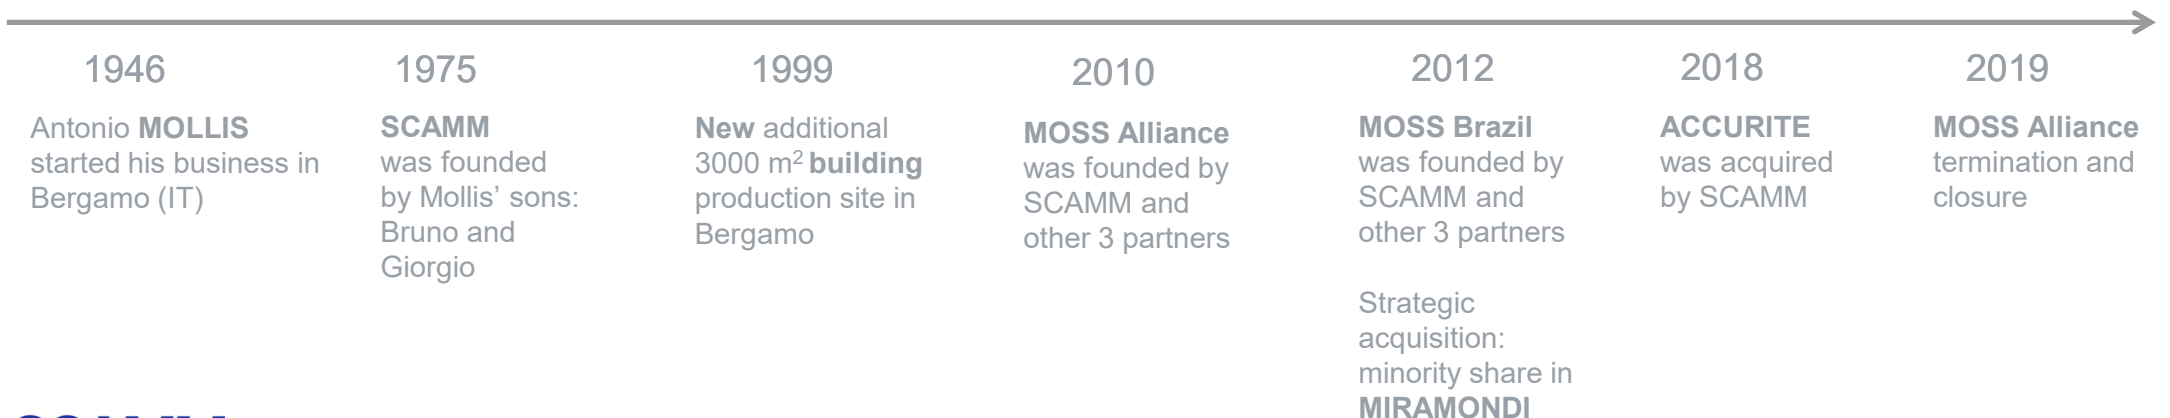 1946
Antonio MOLLIS
started his business in
Bergamo (IT)
1975
SCAMM
was founded
by Mollis’ sons:
Bruno and
Giorgio
1999
New additional
3000 m² building
production site in
Bergamo
2010
MOSS Alliance
was founded by
SCAMM and
other 3 partners
2012
MOSS Brazil
was founded by
SCAMM and
other 3 partners
Strategic
acquisition:
minority share in
MIRAMONDI
2018
ACCURITE
was acquired
by SCAMM
2019
MOSS Alliance
termination and
closure